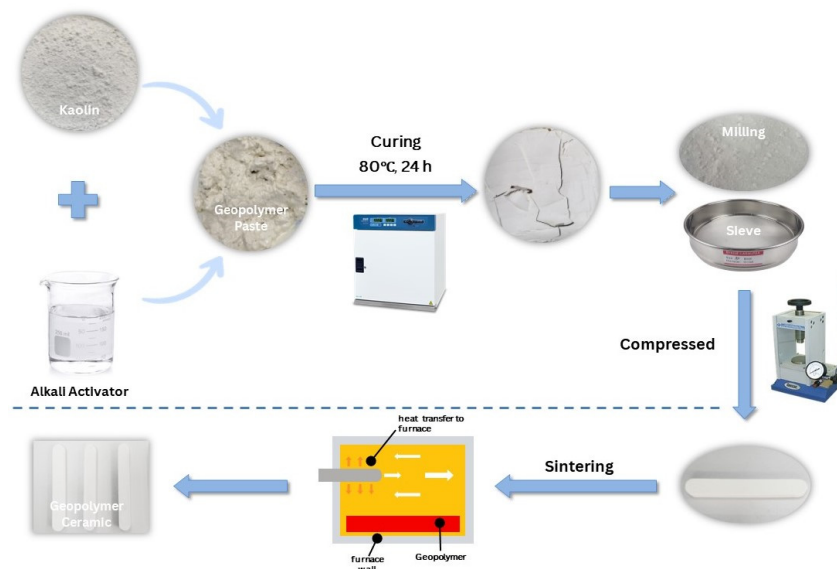 Kaolin
Geopolymer
Paste
Curing
80°C, 24 h
Milling
Sieve
Alkali Activator
Compressed
heat transfer to
furnace
Sintering
Geopolymer
Ceramic
Geopolymer
furnace